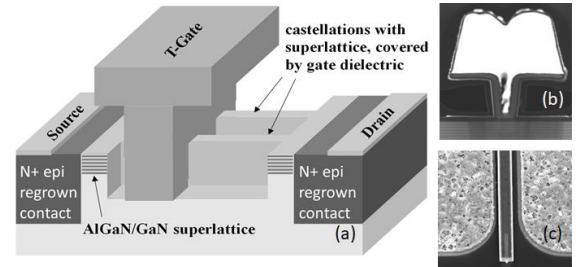 castellations with
superlattice, covered
by gate dielectric
T-Gate
Source
Drain
N+ epi
regrown
contact
N+ epi
regrown
contact
AlGaN/GaN superlattice
(a)
(b)
(c)